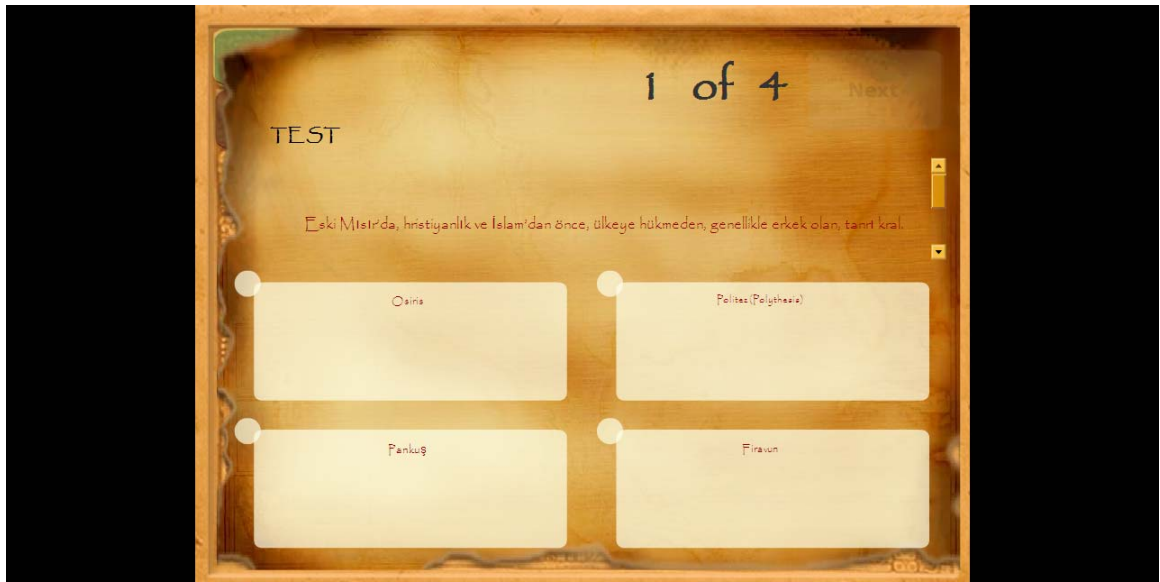 1 of 4
Next
TEST
Eski Mısır'da, hristiyanlık ve İslam'dan önce, ülkeye hükmeden, genellikle erkek olan, tanrı kral.
Osiris
Polites (Polythesis)
Pankuş
Firavun